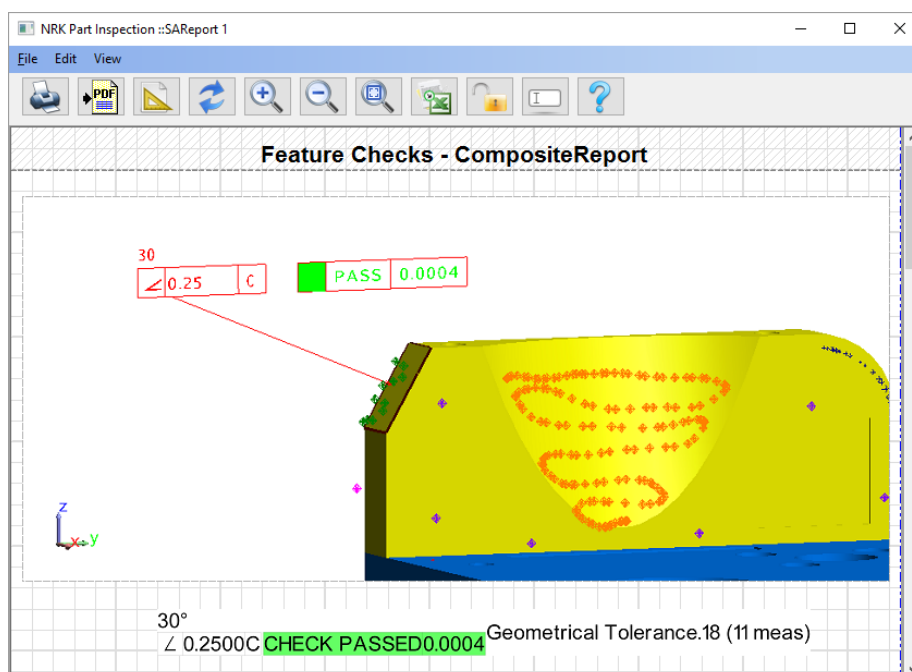 NRK Part Inspection ::SAReport 1
File Edit View
PDF
Feature Checks - CompositeReport
30
∠ 0.25 C PASS 0.0004
z
x y
30°
∠ 0.2500C CHECK PASSED0.0004 Geometrical Tolerance.18 (11 meas)